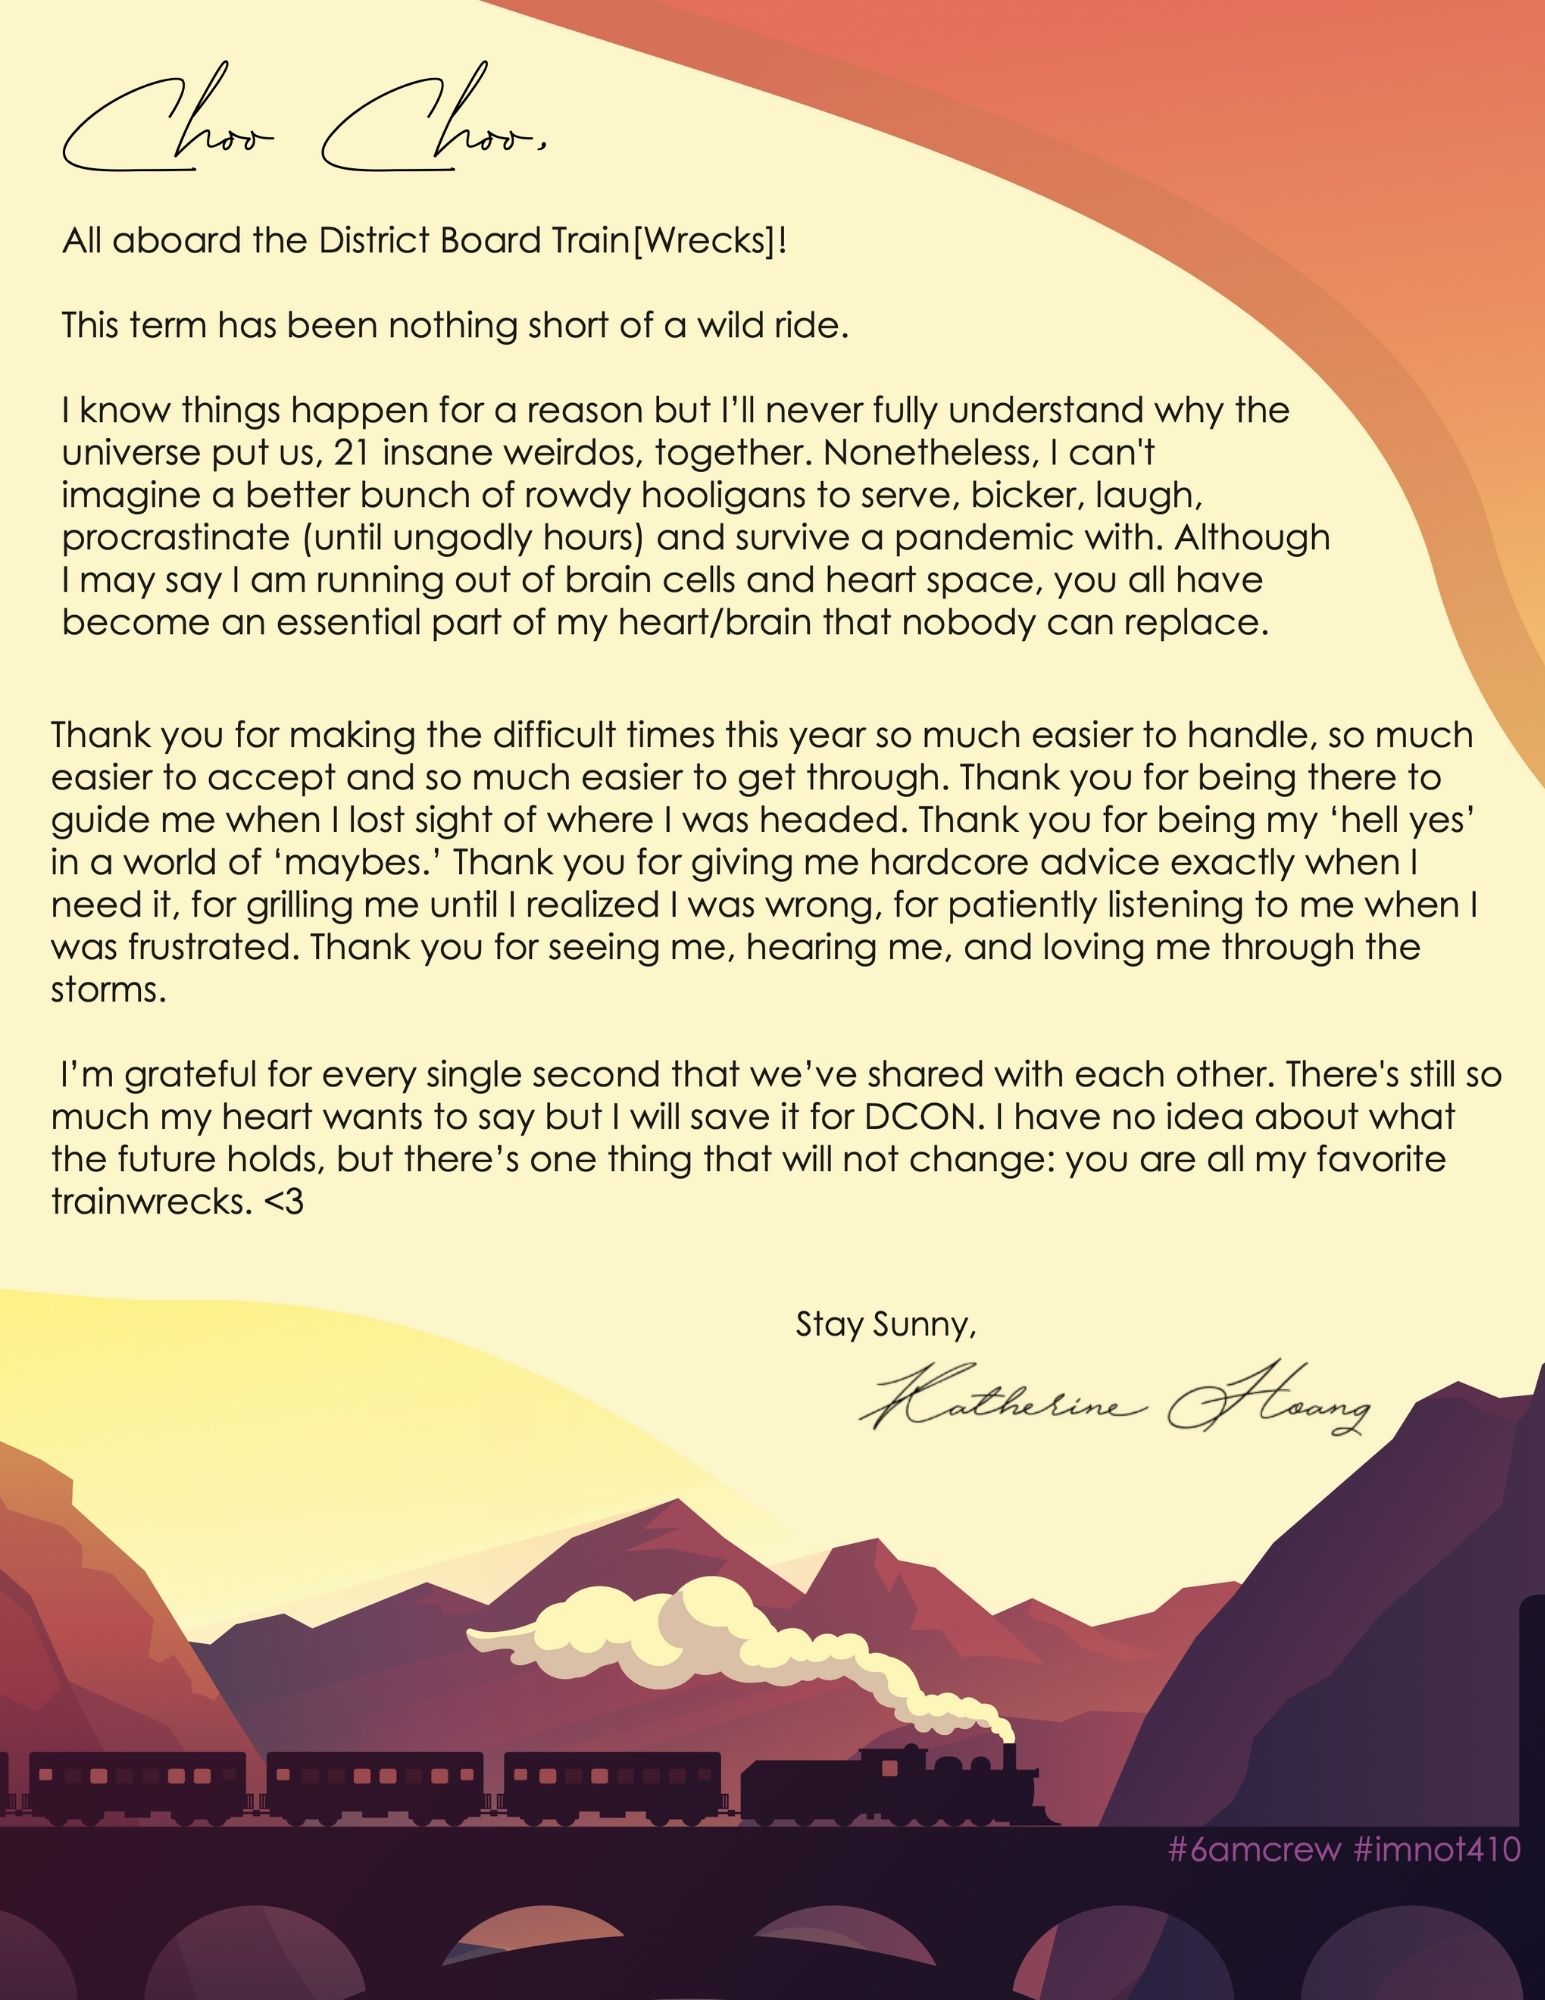 Choo Choo,
All aboard the District Board Train[Wrecks]!
This term has been nothing short of a wild ride.
I know things happen for a reason but I’ll never fully understand why the
universe put us, 21 insane weirdos, together. Nonetheless, I can't
imagine a better bunch of rowdy hooligans to serve, bicker, laugh,
procrastinate (until ungodly hours) and survive a pandemic with. Although
I may say I am running out of brain cells and heart space, you all have
become an essential part of my heart/brain that nobody can replace.
Thank you for making the difficult times this year so much easier to handle, so much
easier to accept and so much easier to get through. Thank you for being there to
guide me when I lost sight of where I was headed. Thank you for being my ‘hell yes’
in a world of ‘maybes.’ Thank you for giving me hardcore advice exactly when I
need it, for grilling me until I realized I was wrong, for patiently listening to me when I
was frustrated. Thank you for seeing me, hearing me, and loving me through the
storms.
I’m grateful for every single second that we’ve shared with each other. There's still so
much my heart wants to say but I will save it for DCON. I have no idea about what
the future holds, but there’s one thing that will not change: you are all my favorite
trainwrecks. <3
Stay Sunny,
Katherine Hoang
#6amcrew #imnot410